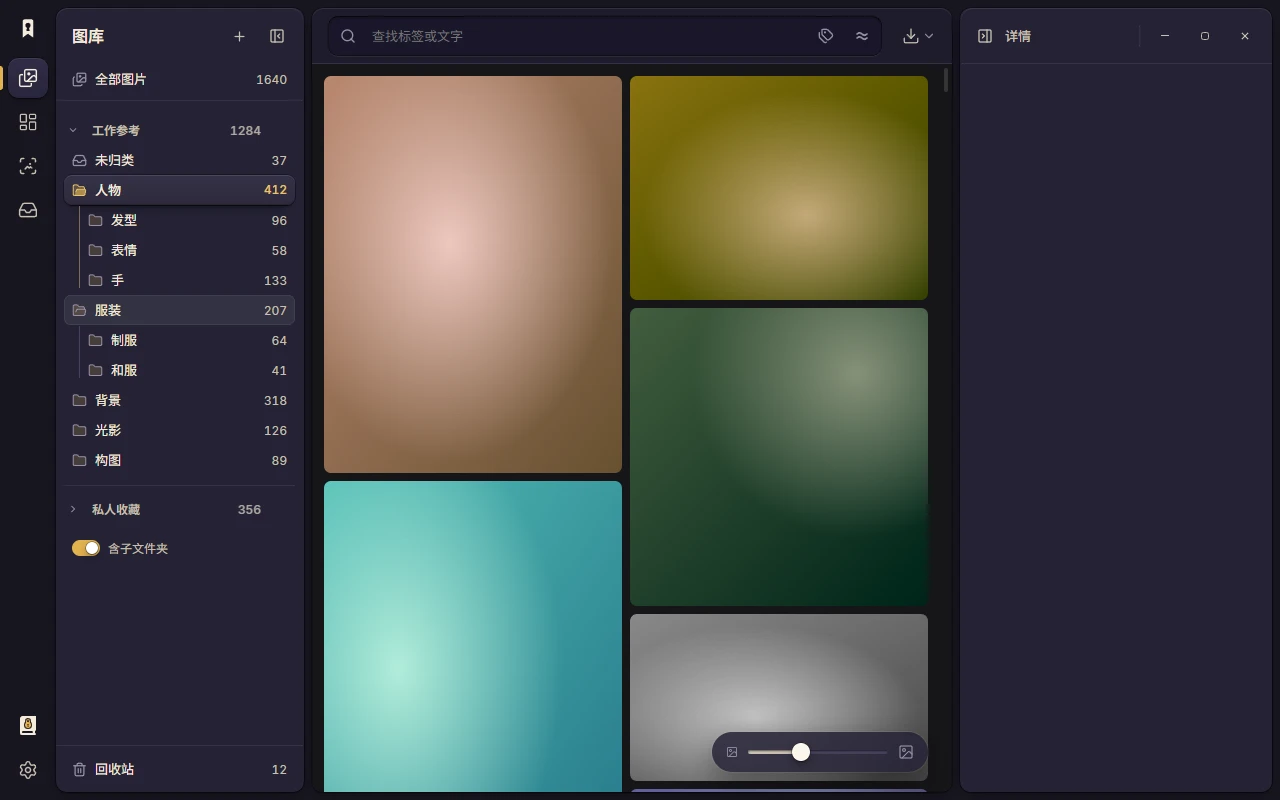 图库
全部图片 1640
工作参考 1284
未归类 37
人物 412
发型 96
表情 58
手 133
服装 207
制服 64
和服 41
背景 318
光影 126
构图 89
私人收藏 356
含子文件夹
回收站 12
查找标签或文字
详情